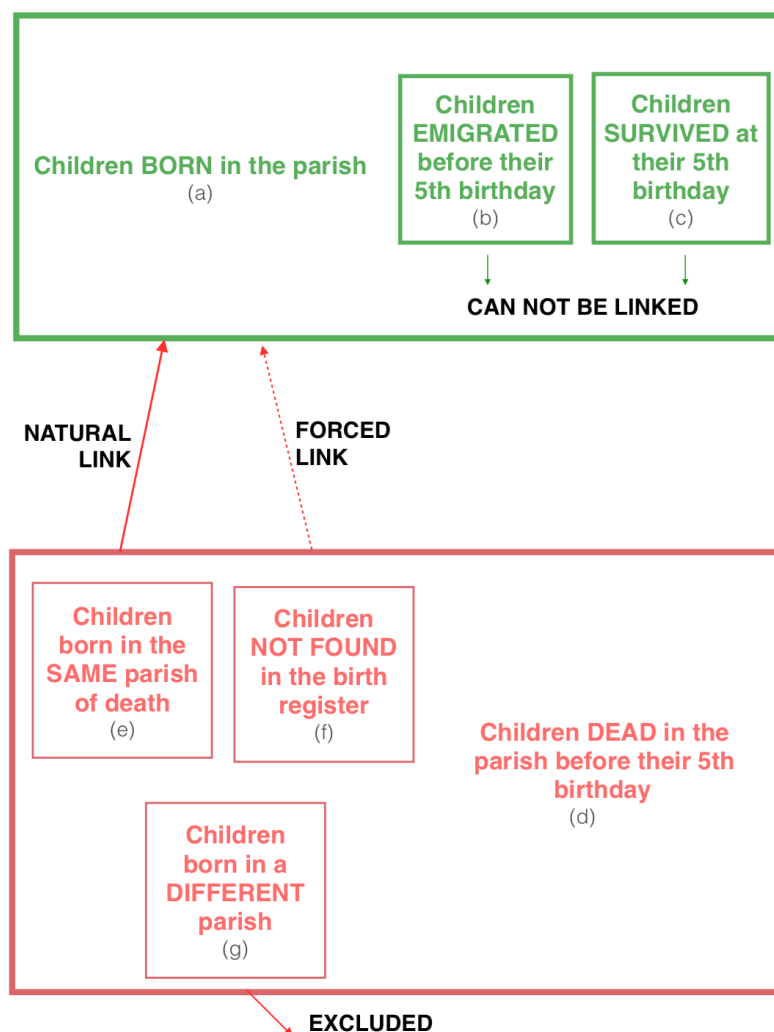 Children BORN in the parish
(a)
Children
EMIGRATED
before their
5th birthday
(b)
Children
SURVIVED at
their 5th
birthday
(c)
CAN NOT BE LINKED
NATURAL
LINK
FORCED
LINK
Children
born in the
SAME parish
of death
(e)
Children
NOT FOUND
in the birth
register
(f)
Children DEAD in the
parish before their 5th
birthday
(d)
Children
born in a
DIFFERENT
parish
(g)
EXCLUDED